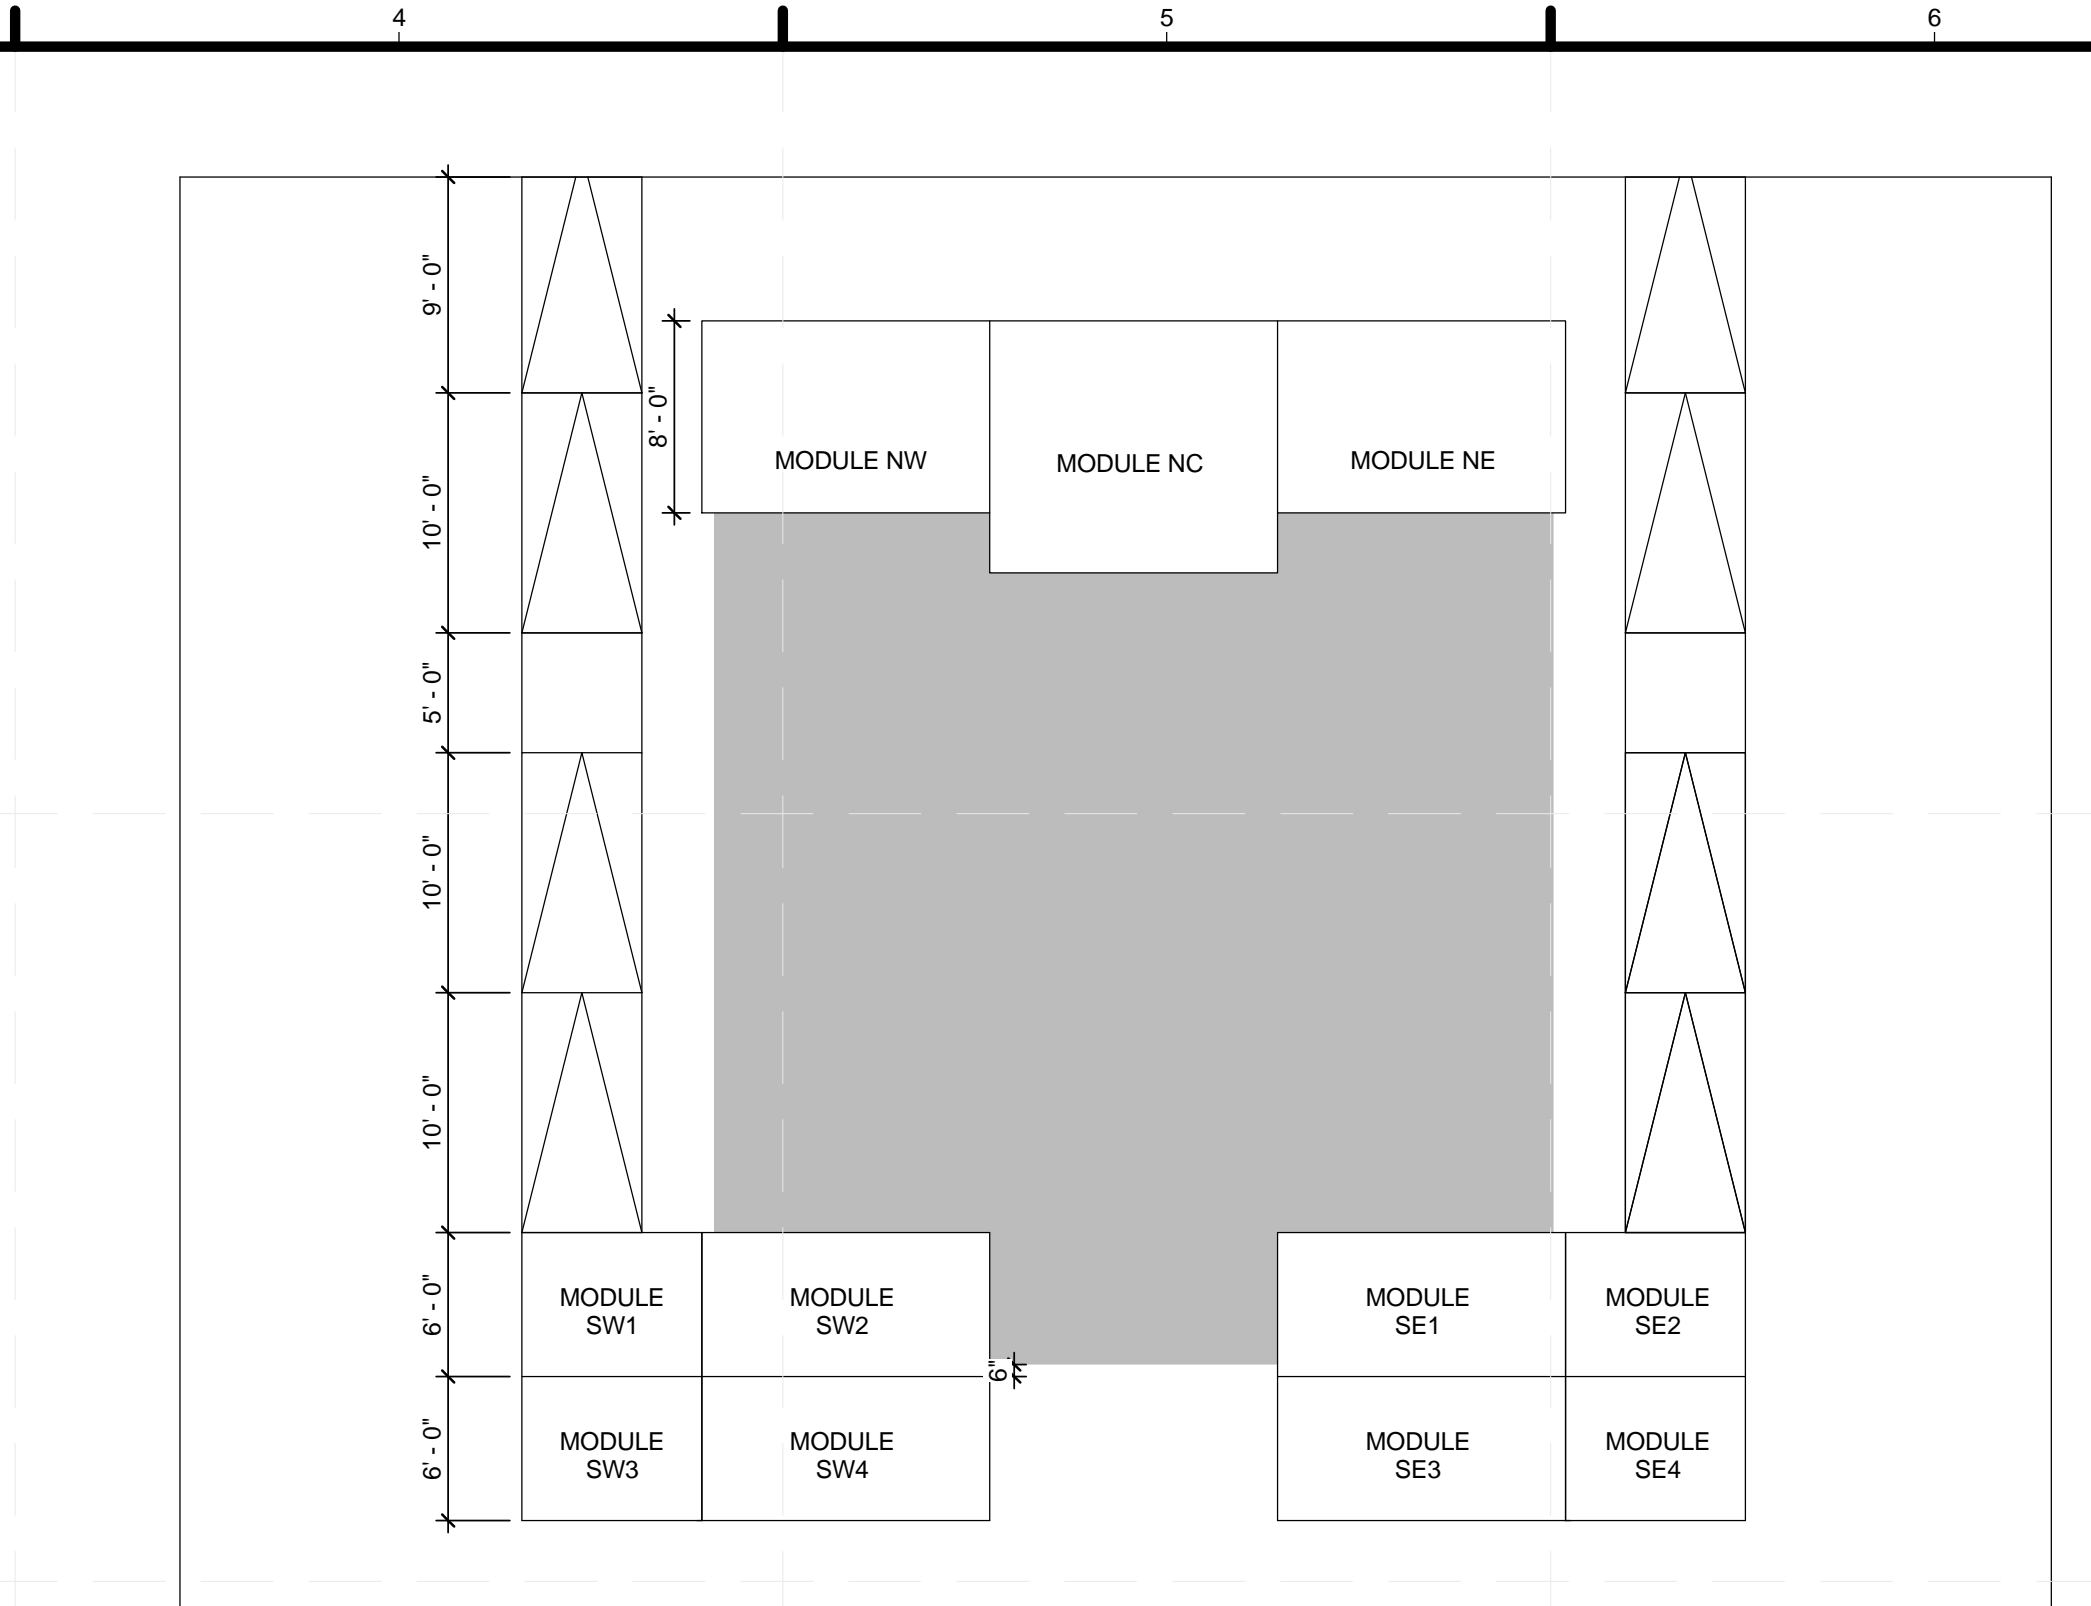 4
5
6
9' - 0"
8' - 0"
MODULE NW
MODULE NC
MODULE NE
10' - 0"
5' - 0"
10' - 0"
10' - 0"
6' - 0"
MODULE
SW1
MODULE
SW2
MODULE
SE1
MODULE
SE2
6"
6' - 0"
MODULE
SW3
MODULE
SW4
MODULE
SE3
MODULE
SE4